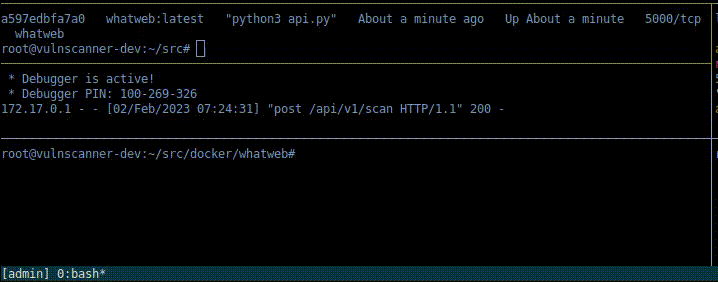 a597edbfa7a0   whatweb:latest   "python3 api.py"   About a minute ago   Up About a minute   5000/tcp
  whatweb
root@vulnscanner-dev:~/src#
 * Debugger is active!
 * Debugger PIN: 100-269-326
172.17.0.1 - - [02/Feb/2023 07:24:31] "post /api/v1/scan HTTP/1.1" 200 -
root@vulnscanner-dev:~/src/docker/whatweb#
[admin] 0:bash*